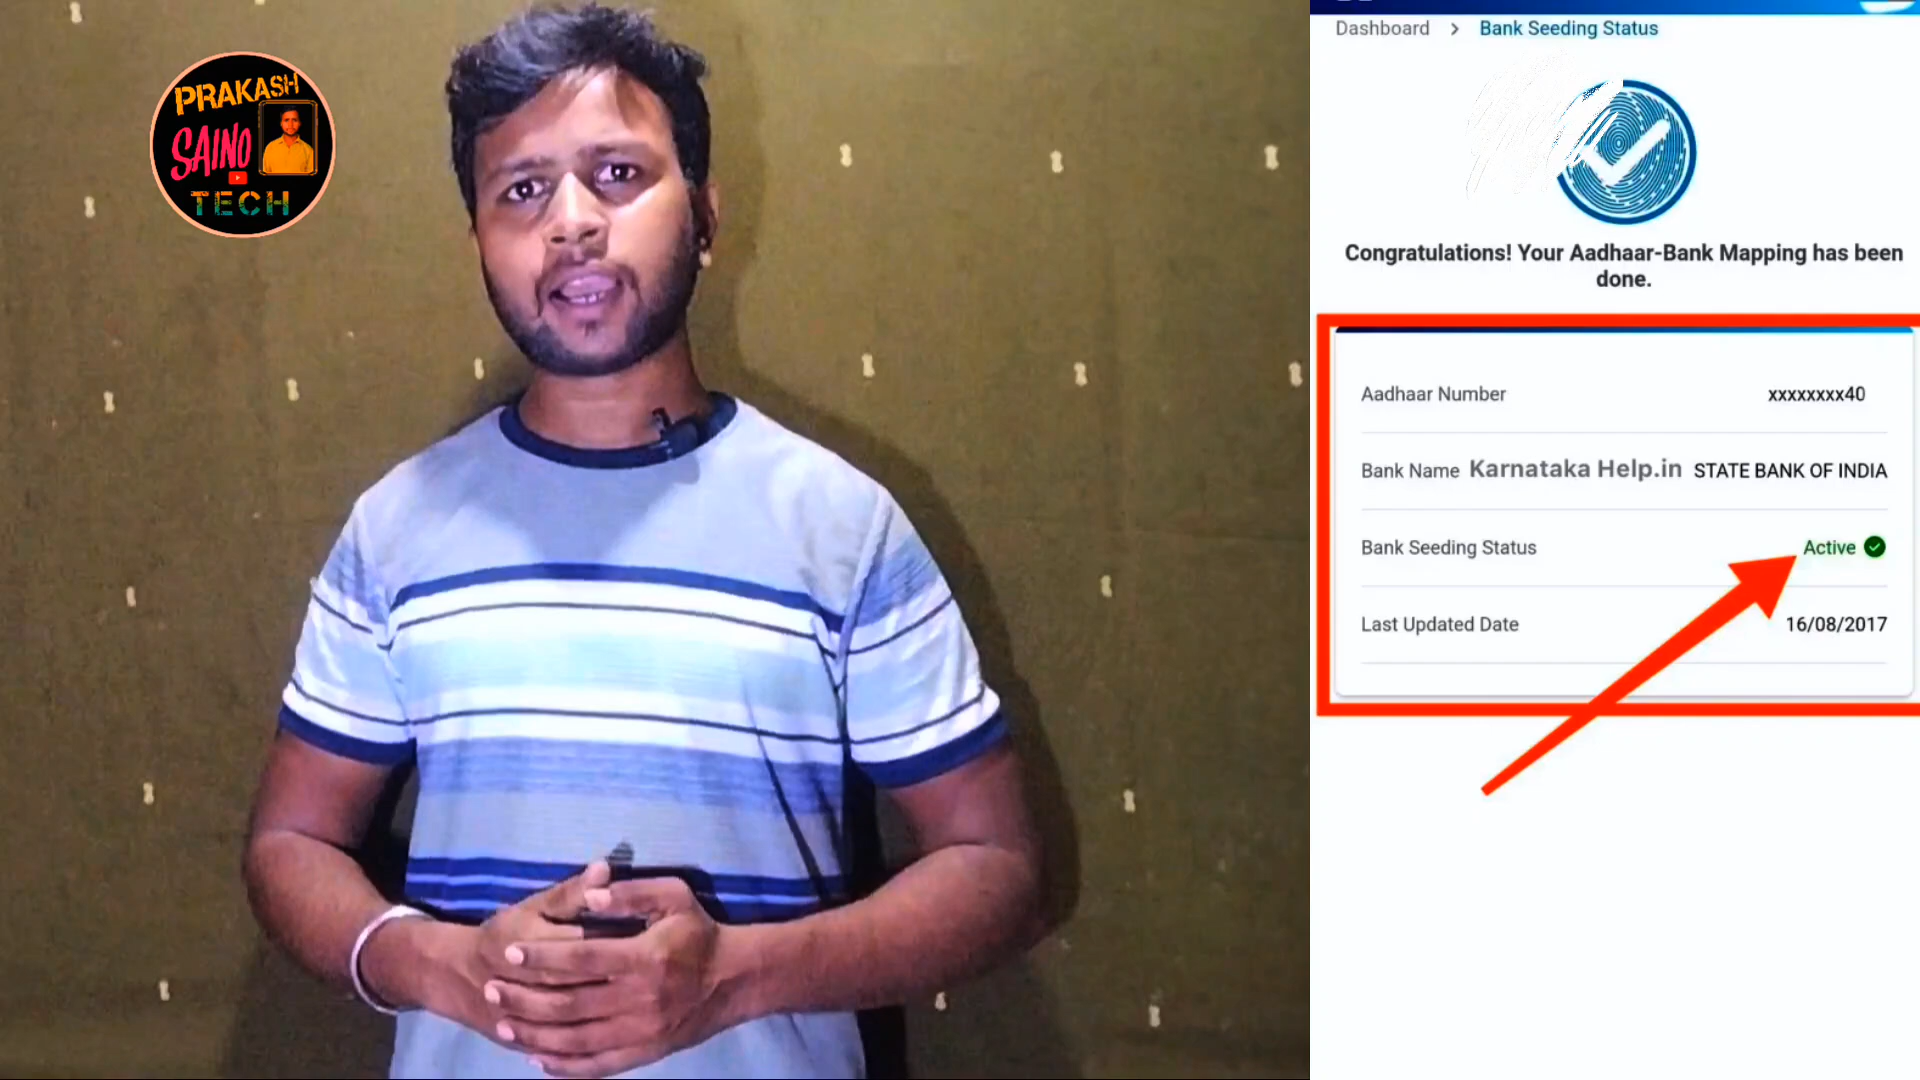 PRAKASH
SAINO
TECH
Dashboard > Bank Seeding Status
Congratulations! Your Aadhaar-Bank Mapping has been
done.
Aadhaar Number xxxxxxxx40
Bank Name Karnataka Help.in STATE BANK OF INDIA
Bank Seeding Status Active
Last Updated Date 16/08/2017